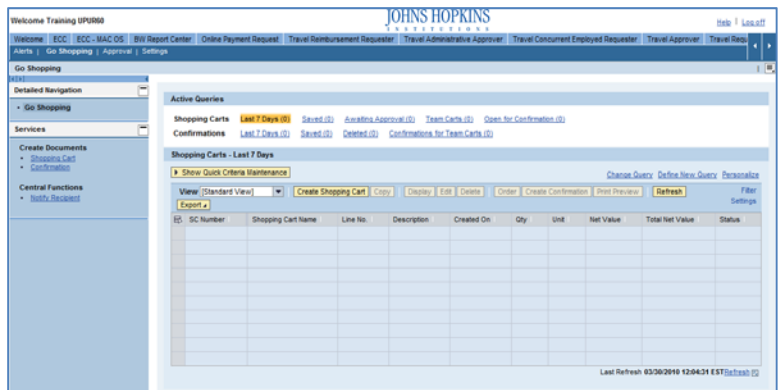 Welcome Training UPUR60
JOHNS HOPKINS
INSTITUTIONS
Help | Log off
Welcome ECC ECC - MAC OS BW Report Center Online Payment Request Travel Reimbursement Requester Travel Administrative Approver Travel Concurrent Employed Requester Travel Approver Travel Requ
Alerts | Go Shopping | Approval | Settings
Go Shopping
Detailed Navigation
Go Shopping
Services
Create Documents
Shopping Cart
Confirmation
Central Functions
Notify Recipient
Active Queries
Shopping Carts Last 7 Days (0) Saved (0) Awaiting Approval (0) Team Carts (0) Open for Confirmation (0)
Confirmations Last 7 Days (0) Saved (0) Deleted (0) Confirmations for Team Carts (0)
Shopping Carts - Last 7 Days
Show Quick Criteria Maintenance
Change Query Define New Query Personalize
View [Standard View] Create Shopping Cart Copy Display Edit Delete Order Create Confirmation Print Preview Refresh Filter
Export Settings
SC Number Shopping Cart Name Line No. Description Created On Qty Unit Net Value Total Net Value Status
Last Refresh 03/30/2010 12:04:31 EST Refresh